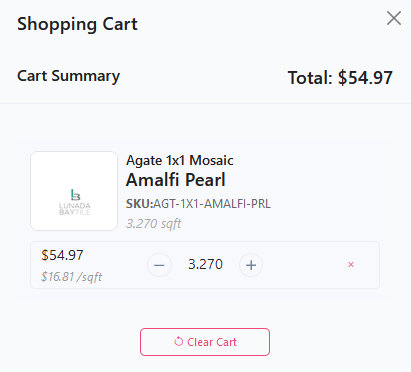 Shopping Cart
Cart Summary
Total: $54.97
LUNADA
BAYTILE
Agate 1x1 Mosaic
Amalfi Pearl
SKU:AGT-1X1-AMALFI-PRL
3.270 sqft
$54.97
$16.81 /sqft
− 3.270 +
×
Clear Cart